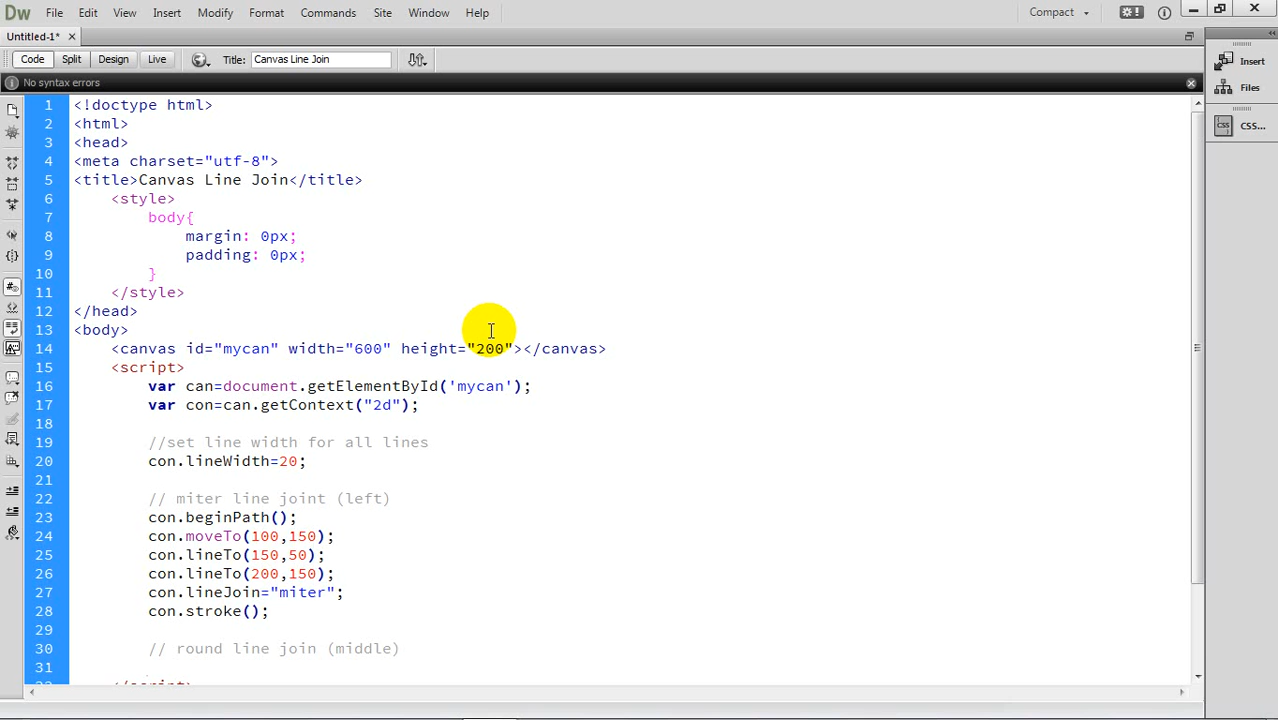 Dw File Edit View Insert Modify Format Commands Site Window Help Compact
Untitled-1*
Code Split Design Live Title: Canvas Line Join
No syntax errors
Insert
Files
CSS...
1 <!doctype html>
2 <html>
3 <head>
4 <meta charset="utf-8">
5 <title>Canvas Line Join</title>
6 <style>
7 body{
8 margin: 0px;
9 padding: 0px;
10 }
11 </style>
12 </head>
13 <body>
14 <canvas id="mycan" width="600" height="200"></canvas>
15 <script>
16 var can=document.getElementById('mycan');
17 var con=can.getContext("2d");
18
19 //set line width for all lines
20 con.lineWidth=20;
21
22 // miter line joint (left)
23 con.beginPath();
24 con.moveTo(100,150);
25 con.lineTo(150,50);
26 con.lineTo(200,150);
27 con.lineJoin="miter";
28 con.stroke();
29
30 // round line join (middle)
31